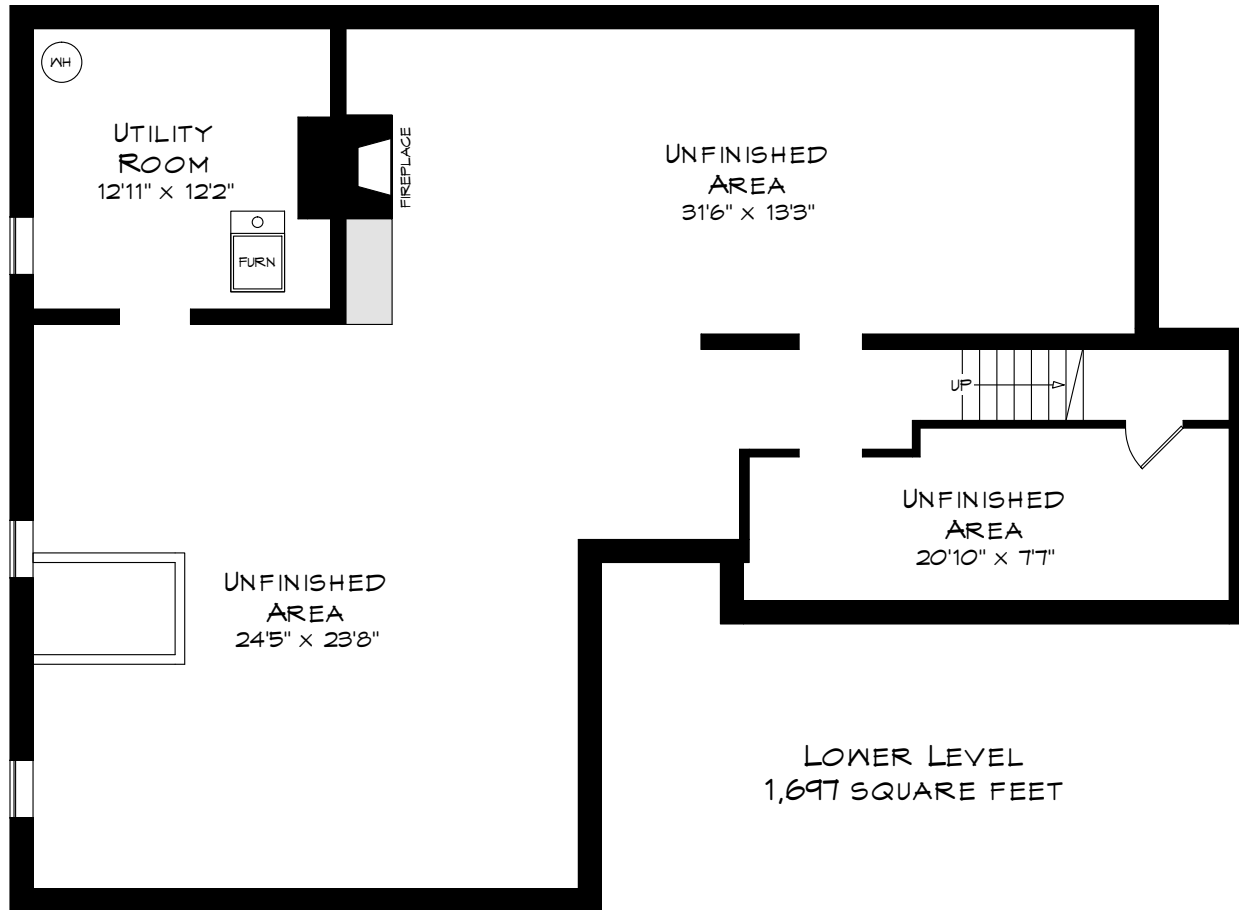 WH
UTILITY
ROOM
12'11" x 12'2"
FURN
FIREPLACE
UNFINISHED
AREA
31'6" x 13'3"
UP
UNFINISHED
AREA
20'10" x 7'7"
UNFINISHED
AREA
24'5" x 23'8"
LOWER LEVEL
1,697 SQUARE FEET